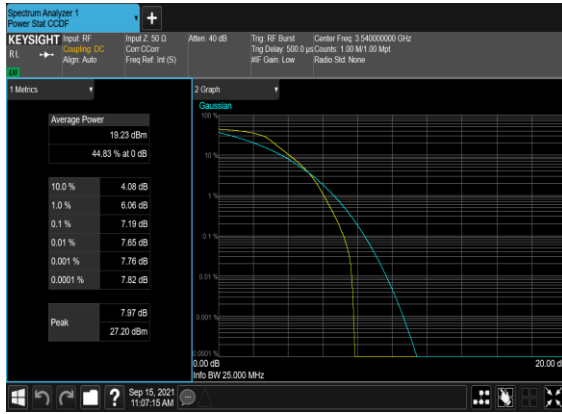 Spectrum Analyzer 1
Power Stat CCDF
KEYSIGHT
RL
Input: RF
Coupling: DC
Align: Auto
Input Z: 50 Ω
Corr CCorr
Freq Ref: Int (S)
Atten: 40 dB
Trig: RF Burst
Trig Delay: 500.0 µs
#IF Gain: Low
Center Freq: 3.540000000 GHz
Counts: 1.00 M/1.00 Mpt
Radio Std: None
1 Metrics
Average Power
19.23 dBm
44.83 % at 0 dB
10.0 % 4.08 dB
1.0 % 6.06 dB
0.1 % 7.19 dB
0.01 % 7.65 dB
0.001 % 7.76 dB
0.0001 % 7.82 dB
Peak
7.97 dB
27.20 dBm
2 Graph
Gaussian
100 %
10 %
1 %
0.1 %
0.01 %
0.001 %
0.0001 %
0.00 dB
20.00 d
Info BW 25.000 MHz
Sep 15, 2021
11:07:15 AM